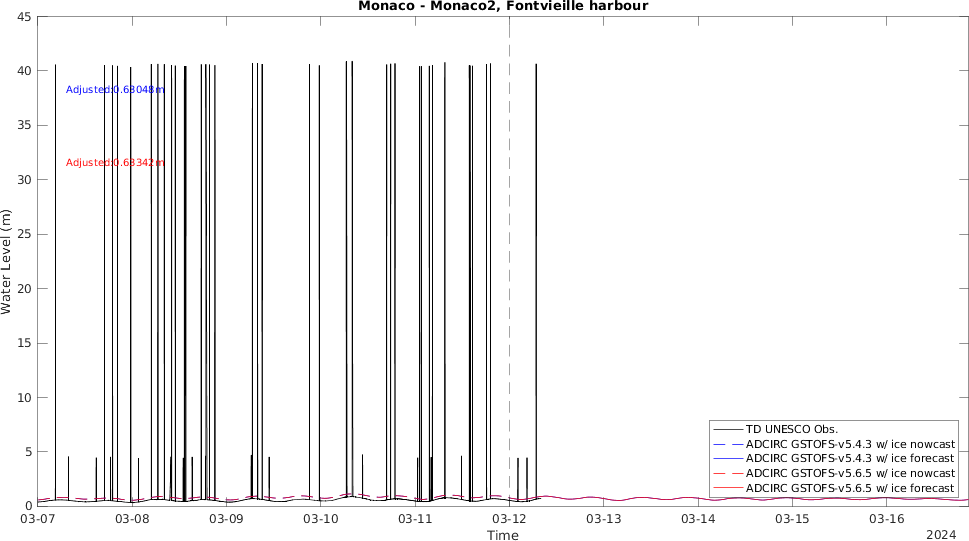 Monaco - Monaco2, Fontvieille harbour
45
40
35
30
25
20
15
10
5
0
Water Level (m)
Adjusted:0.63048m
Adjusted:0.63342m
TD UNESCO Obs.
ADCIRC GSTOFS-v5.4.3 w/ ice nowcast
ADCIRC GSTOFS-v5.4.3 w/ ice forecast
ADCIRC GSTOFS-v5.6.5 w/ ice nowcast
ADCIRC GSTOFS-v5.6.5 w/ ice forecast
03-07 03-08 03-09 03-10 03-11 03-12 03-13 03-14 03-15 03-16
Time
2024